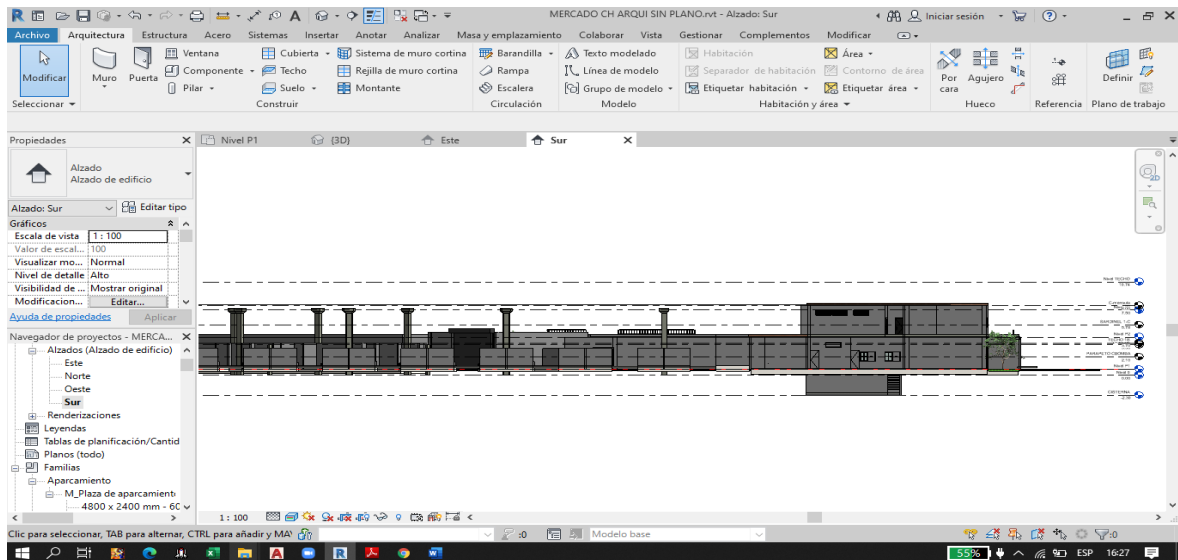 MERCADO CH ARQUI SIN PLANO.rvt - Alzado: Sur
Iniciar sesión
Archivo Arquitectura Estructura Acero Sistemas Insertar Anotar Analizar Masa y emplazamiento Colaborar Vista Gestionar Complementos Modificar
Modificar
Muro
Puerta
Ventana
Componente
Pilar
Cubierta
Techo
Suelo
Sistema de muro cortina
Rejilla de muro cortina
Montante
Barandilla
Rampa
Escalera
Texto modelado
Línea de modelo
Grupo de modelo
Habitación
Separador de habitación
Etiquetar habitación
Área
Contorno de área
Etiquetar área
Por cara
Agujero
Definir
Seleccionar
Construir
Circulación
Modelo
Habitación y área
Hueco
Referencia
Plano de trabajo
Propiedades
Nivel P1
{3D}
Este
Sur
Alzado
Alzado de edificio
Alzado: Sur
Editar tipo
Gráficos
Escala de vista 1 : 100
Valor de escal... 100
Visualizar mo... Normal
Nivel de detalle Alto
Visibilidad de ... Mostrar original
Modificacion... Editar...
Ayuda de propiedades
Aplicar
Navegador de proyectos - MERCA...
Alzados (Alzado de edificio)
Este
Norte
Oeste
Sur
Renderizaciones
Leyendas
Tablas de planificación/Cantid
Planos (todo)
Familias
Aparcamiento
M_Plaza de aparcamiento
4800 x 2400 mm - 60
1 : 100
Clic para seleccionar, TAB para alternar, CTRL para añadir y MA
:0
Modelo base
:0
55%
ESP
16:27